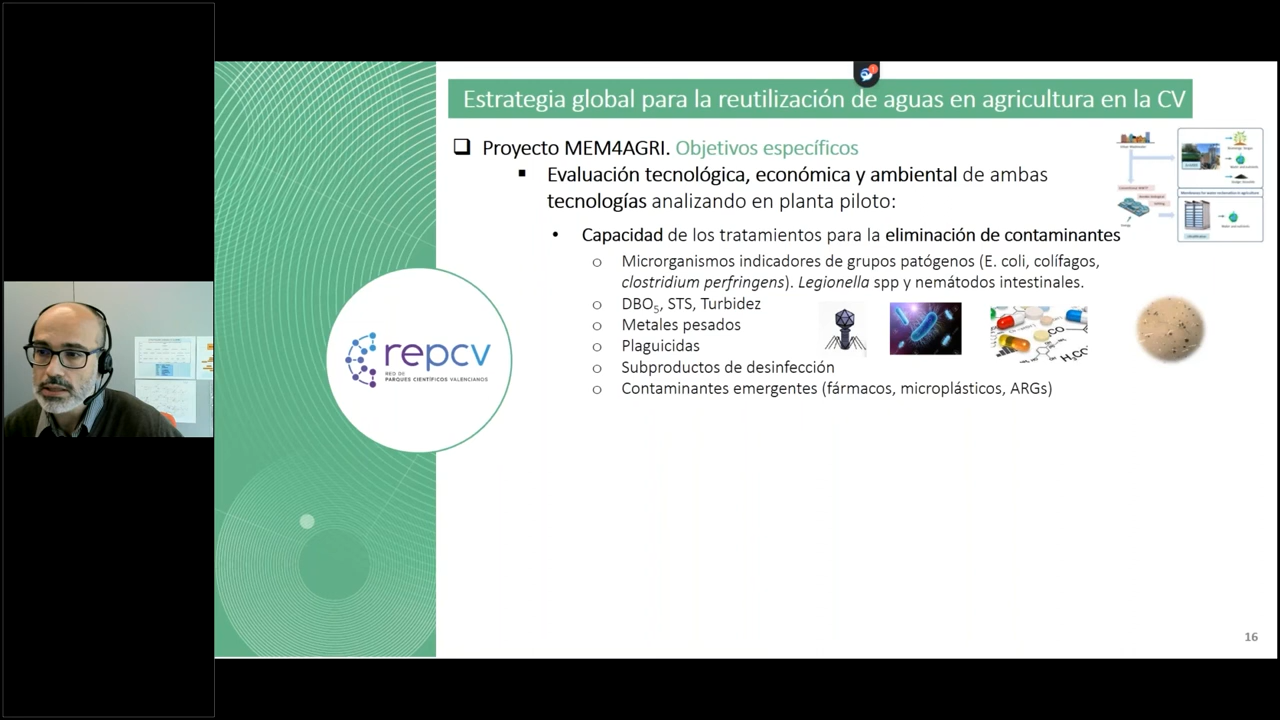 Estrategia global para la reutilización de aguas en agricultura en la CV
Proyecto MEM4AGRI. Objetivos específicos
Evaluación tecnológica, económica y ambiental de ambas
tecnologías analizando en planta piloto:
Capacidad de los tratamientos para la eliminación de contaminantes
Microrganismos indicadores de grupos patógenos (E. coli, colífagos,
clostridium perfringens). Legionella spp y nemátodos intestinales.
DBO5, STS, Turbidez
Metales pesados
Plaguicidas
Subproductos de desinfección
Contaminantes emergentes (fármacos, microplásticos, ARGs)
repcv
RED DE
PARQUES CIENTÍFICOS VALENCIANOS
CO
H3CO
16